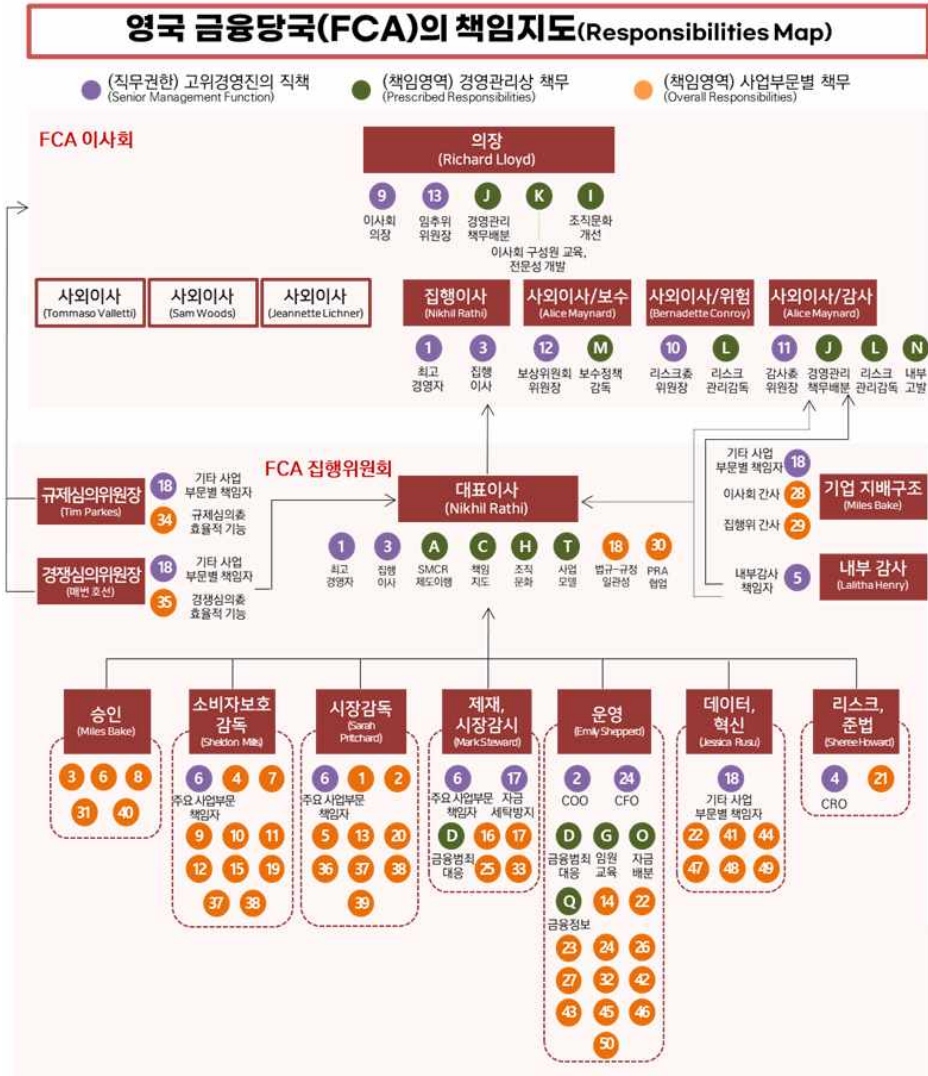 영국 금융당국(FCA)의 책임지도(Responsibilities Map)
(직무권한) 고위경영진의 직책
(Senior Management Function)
(책임영역) 경영관리상 책무
(Prescribed Responsibilities)
(책임영역) 사업부문별 책무
(Overall Responsibilities)
FCA 이사회
의장
(Richard Lloyd)
9 13 J K I
이사회
의장
임추위
위원장
경영관리
책무배분
이사회 구성원 교육,
전문성 개발
조직문화
개선
사외이사
(Tommaso Valletti)
사외이사
(Sam Woods)
사외이사
(Jeannette Lichner)
집행이사
(Nikhil Rathi)
1 3
최고
경영자
집행
이사
사외이사/보수
(Alice Maynard)
12 M
보상위원회
위원장
보수정책
감독
사외이사/위험
(Bernadette Conroy)
10 L
리스크委
위원장
리스크
관리감독
사외이사/감사
(Alice Maynard)
11 J L N
감사委
위원장
경영관리
책무배분
리스크
관리감독
내부
고발
FCA 집행위원회
규제심의위원장
(Tim Parkes)
18
기타 사업
부문별 책임자
34
규제심의委
효율적 기능
경쟁심의위원장
(매번 호선)
18
기타 사업
부문별 책임자
35
경쟁심의委
효율적 기능
대표이사
(Nikhil Rathi)
1 3 A C H T 18 30
최고
경영자
집행
이사
SMCR
제도이행
책임
지도
조직
문화
사업
모델
법규-규정
일관성
PRA
협업
기타 사업
부문별 책임자
18
이사회 간사
28
집행위 간사
29
기업 지배구조
(Miles Bake)
내부감사
책임자
5
내부 감사
(Lalitha Henry)
승인
(Miles Bake)
3 6 8
31 40
소비자보호
감독
(Sheldon Mills)
6 4 7
주요 사업부문
책임자
9 10 11
12 15 19
37 38
시장감독
(Sarah
Pritchard)
6 1 2
주요 사업부문
책임자
5 13 20
36 37 38
39
제재,
시장감시
(Mark Steward)
6 17
주요 사업부문
책임자
자금
세탁방지
D 16 17
금융범죄
대응
25 33
운영
(Emily Shepperd)
2 24
COO CFO
D G O
금융범죄
대응
임원
교육
자금
배분
Q 14 22
금융정보
23 24 26
27 32 42
43 45 46
50
데이터,
혁신
(Jessica Rusu)
18
기타 사업
부문별 책임자
22 41 44
47 48 49
리스크,
준법
(Sheree Howard)
4 21
CRO